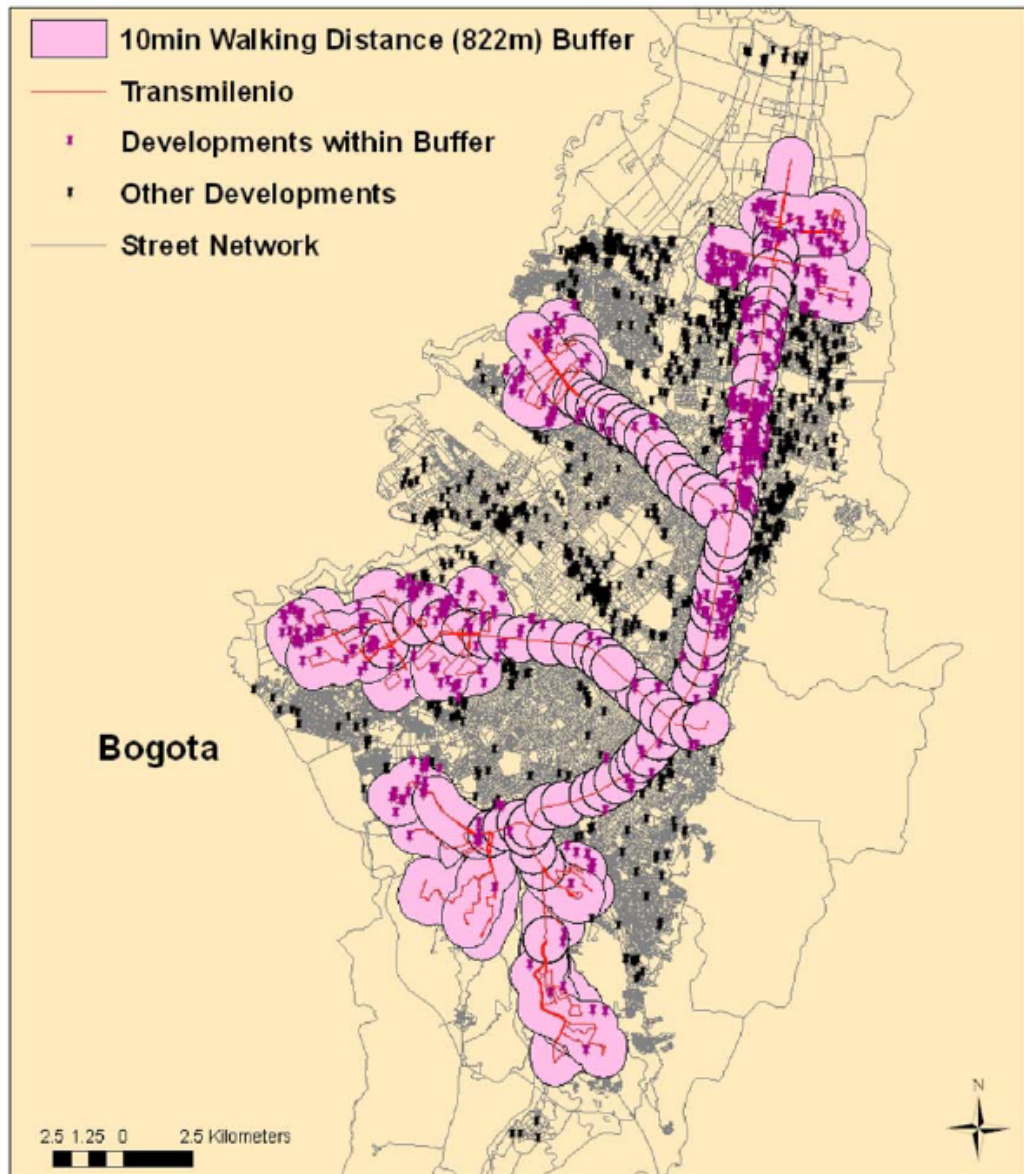 10min Walking Distance (822m) Buffer
Transmilenio
Developments within Buffer
Other Developments
Street Network
Bogota
N
2.5 1.25 0 2.5 Kilometers